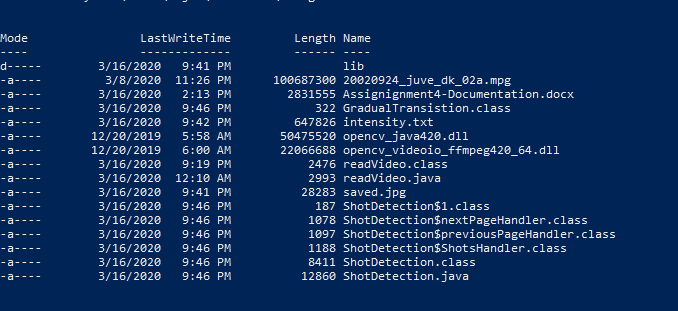 Mode LastWriteTime Length Name
---- ------------- ------ ----
d----- 3/16/2020 9:41 PM lib
-a---- 3/8/2020 11:26 PM 100687300 20020924_juve_dk_02a.mpg
-a---- 3/16/2020 2:13 PM 2831555 Assignignment4-Documentation.docx
-a---- 3/16/2020 9:46 PM 322 GradualTransistion.class
-a---- 3/16/2020 9:42 PM 647826 intensity.txt
-a---- 12/20/2019 5:58 AM 50475520 opencv_java420.dll
-a---- 12/20/2019 6:00 AM 22066688 opencv_videoio_ffmpeg420_64.dll
-a---- 3/16/2020 9:19 PM 2476 readVideo.class
-a---- 3/16/2020 12:10 AM 2993 readVideo.java
-a---- 3/16/2020 9:41 PM 28283 saved.jpg
-a---- 3/16/2020 9:46 PM 187 ShotDetection$1.class
-a---- 3/16/2020 9:46 PM 1078 ShotDetection$nextPageHandler.class
-a---- 3/16/2020 9:46 PM 1097 ShotDetection$previousPageHandler.class
-a---- 3/16/2020 9:46 PM 1188 ShotDetection$ShotsHandler.class
-a---- 3/16/2020 9:46 PM 8411 ShotDetection.class
-a---- 3/16/2020 9:46 PM 12860 ShotDetection.java